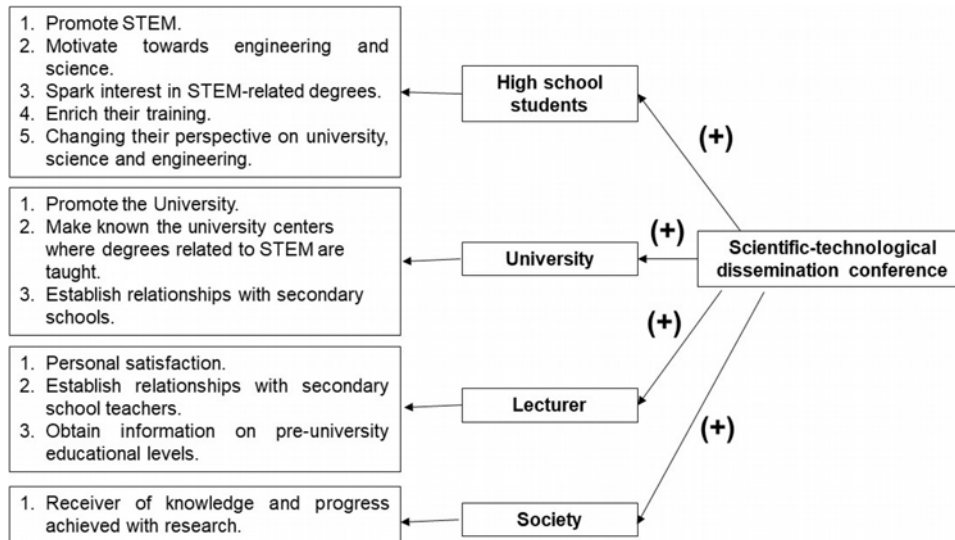 1. Promote STEM.
2. Motivate towards engineering and
science.
3. Spark interest in STEM-related degrees.
4. Enrich their training.
5. Changing their perspective on university,
science and engineering.
High school
students
(+)
1. Promote the University.
2. Make known the university centers
where degrees related to STEM are
taught.
3. Establish relationships with secondary
schools.
University
(+)
Scientific-technological
dissemination conference
1. Personal satisfaction.
2. Establish relationships with secondary
school teachers.
3. Obtain information on pre-university
educational levels.
Lecturer
(+)
1. Receiver of knowledge and progress
achieved with research.
Society
(+)